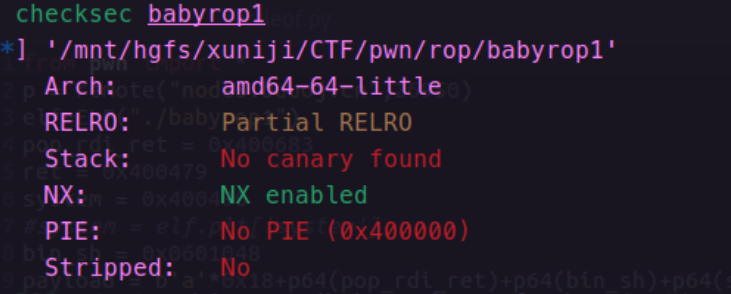 checksec babyrop1
*] '/mnt/hgfs/xuniji/CTF/pwn/rop/babyrop1'
Arch: amd64-64-little
RELRO: Partial RELRO
Stack: No canary found
NX: NX enabled
PIE: No PIE (0x400000)
Stripped: No